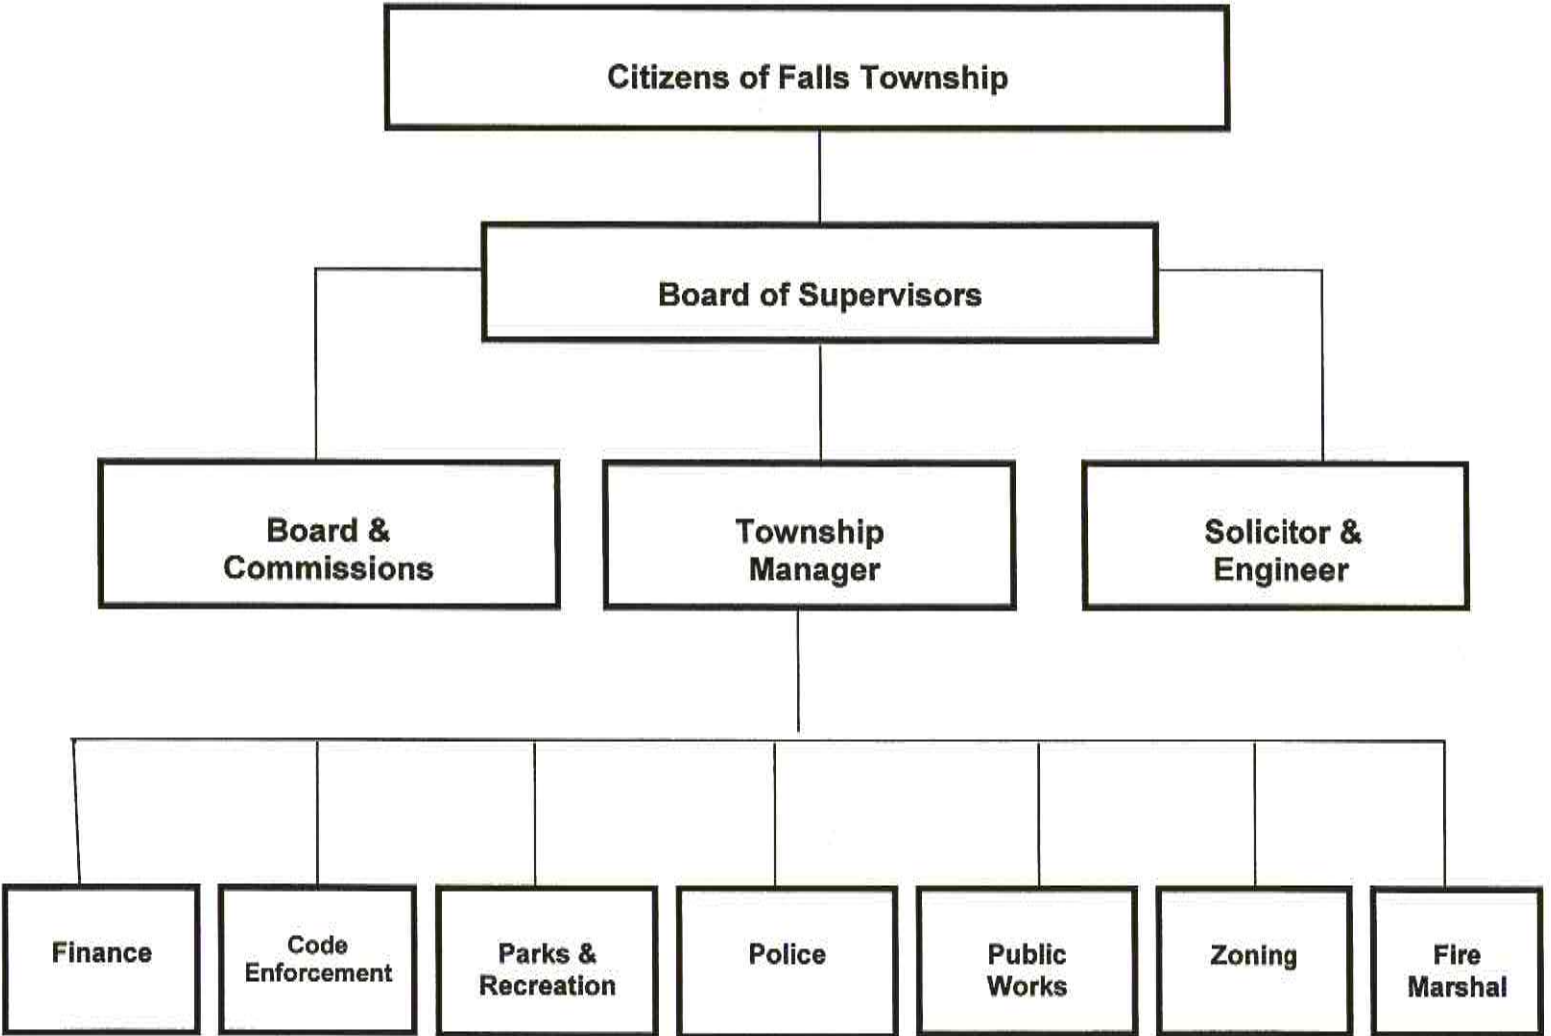 Citizens of Falls Township
Board of Supervisors
Board &
Commissions
Township
Manager
Solicitor &
Engineer
Finance
Code
Enforcement
Parks &
Recreation
Police
Public
Works
Zoning
Fire
Marshal